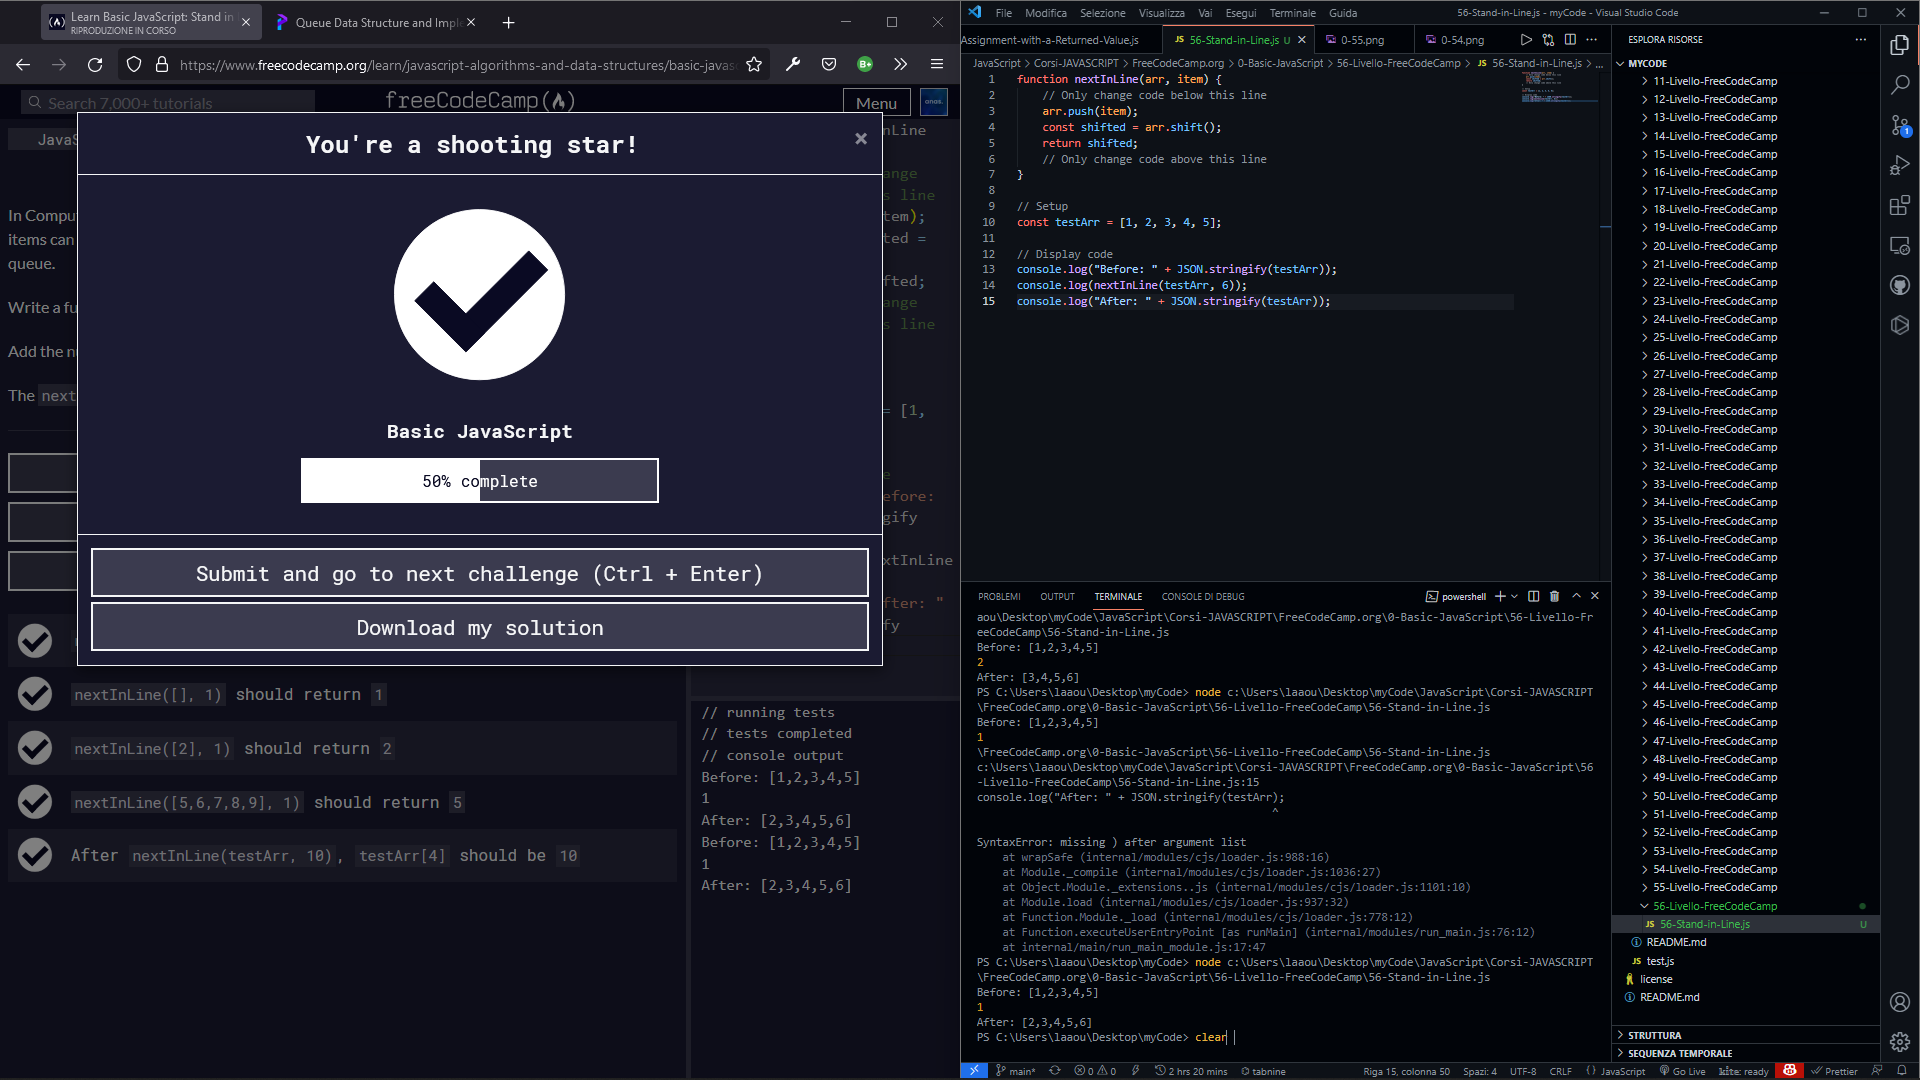 Learn Basic JavaScript: Stand in
RIPRODUZIONE IN CORSO
Queue Data Structure and Imple
https://www.freecodecamp.org/learn/javascript-algorithms-and-data-structures/basic-javas
Search 7,000+ tutorials
freeCodeCamp
Menu
JavaS
In Compu
items can
queue.
Write a fu
Add the nu
The next
You're a shooting star!
Basic JavaScript
50% complete
Submit and go to next challenge (Ctrl + Enter)
Download my solution
nLine
ange
s line
tem);
ted =
fted;
ange
s line
= [1,
e
efore:
gify
xtInLine
fter: "
fy
nextInLine([], 1) should return 1
nextInLine([2], 1) should return 2
nextInLine([5,6,7,8,9], 1) should return 5
After nextInLine(testArr, 10), testArr[4] should be 10
// running tests
// tests completed
// console output
Before: [1,2,3,4,5]
1
After: [2,3,4,5,6]
Before: [1,2,3,4,5]
1
After: [2,3,4,5,6]
File Modifica Selezione Visualizza Vai Esegui Terminale Guida
56-Stand-in-Line.js - myCode - Visual Studio Code
Assignment-with-a-Returned-Value.js
JS 56-Stand-in-Line.js U
0-55.png
0-54.png
JavaScript > Corsi-JAVASCRIPT > FreeCodeCamp.org > 0-Basic-JavaScript > 56-Livello-FreeCodeCamp > JS 56-Stand-in-Line.js > ...
1 function nextInLine(arr, item) {
2 // Only change code below this line
3 arr.push(item);
4 const shifted = arr.shift();
5 return shifted;
6 // Only change code above this line
7 }
8
9 // Setup
10 const testArr = [1, 2, 3, 4, 5];
11
12 // Display code
13 console.log("Before: " + JSON.stringify(testArr));
14 console.log(nextInLine(testArr, 6));
15 console.log("After: " + JSON.stringify(testArr));
PROBLEMI OUTPUT TERMINALE CONSOLE DI DEBUG
powershell
aou\Desktop\myCode\JavaScript\Corsi-JAVASCRIPT\FreeCodeCamp.org\0-Basic-JavaScript\56-Livello-Fr
eeCodeCamp\56-Stand-in-Line.js
Before: [1,2,3,4,5]
2
After: [3,4,5,6]
PS C:\Users\laaou\Desktop\myCode> node c:\Users\laaou\Desktop\myCode\JavaScript\Corsi-JAVASCRIPT
\FreeCodeCamp.org\0-Basic-JavaScript\56-Livello-FreeCodeCamp\56-Stand-in-Line.js
Before: [1,2,3,4,5]
1
\FreeCodeCamp.org\0-Basic-JavaScript\56-Livello-FreeCodeCamp\56-Stand-in-Line.js
c:\Users\laaou\Desktop\myCode\JavaScript\Corsi-JAVASCRIPT\FreeCodeCamp.org\0-Basic-JavaScript\56
-Livello-FreeCodeCamp\56-Stand-in-Line.js:15
console.log("After: " + JSON.stringify(testArr);
^
SyntaxError: missing ) after argument list
at wrapSafe (internal/modules/cjs/loader.js:988:16)
at Module._compile (internal/modules/cjs/loader.js:1036:27)
at Object.Module._extensions..js (internal/modules/cjs/loader.js:1101:10)
at Module.load (internal/modules/cjs/loader.js:937:32)
at Function.Module._load (internal/modules/cjs/loader.js:778:12)
at Function.executeUserEntryPoint [as runMain] (internal/modules/run_main.js:76:12)
at internal/main/run_main_module.js:17:47
PS C:\Users\laaou\Desktop\myCode> node c:\Users\laaou\Desktop\myCode\JavaScript\Corsi-JAVASCRIPT
\FreeCodeCamp.org\0-Basic-JavaScript\56-Livello-FreeCodeCamp\56-Stand-in-Line.js
Before: [1,2,3,4,5]
1
After: [2,3,4,5,6]
PS C:\Users\laaou\Desktop\myCode> clear
ESPLORA RISORSE
MYCODE
11-Livello-FreeCodeCamp
12-Livello-FreeCodeCamp
13-Livello-FreeCodeCamp
14-Livello-FreeCodeCamp
15-Livello-FreeCodeCamp
16-Livello-FreeCodeCamp
17-Livello-FreeCodeCamp
18-Livello-FreeCodeCamp
19-Livello-FreeCodeCamp
20-Livello-FreeCodeCamp
21-Livello-FreeCodeCamp
22-Livello-FreeCodeCamp
23-Livello-FreeCodeCamp
24-Livello-FreeCodeCamp
25-Livello-FreeCodeCamp
26-Livello-FreeCodeCamp
27-Livello-FreeCodeCamp
28-Livello-FreeCodeCamp
29-Livello-FreeCodeCamp
30-Livello-FreeCodeCamp
31-Livello-FreeCodeCamp
32-Livello-FreeCodeCamp
33-Livello-FreeCodeCamp
34-Livello-FreeCodeCamp
35-Livello-FreeCodeCamp
36-Livello-FreeCodeCamp
37-Livello-FreeCodeCamp
38-Livello-FreeCodeCamp
39-Livello-FreeCodeCamp
40-Livello-FreeCodeCamp
41-Livello-FreeCodeCamp
42-Livello-FreeCodeCamp
43-Livello-FreeCodeCamp
44-Livello-FreeCodeCamp
45-Livello-FreeCodeCamp
46-Livello-FreeCodeCamp
47-Livello-FreeCodeCamp
48-Livello-FreeCodeCamp
49-Livello-FreeCodeCamp
50-Livello-FreeCodeCamp
51-Livello-FreeCodeCamp
52-Livello-FreeCodeCamp
53-Livello-FreeCodeCamp
54-Livello-FreeCodeCamp
55-Livello-FreeCodeCamp
56-Livello-FreeCodeCamp
JS 56-Stand-in-Line.js U
README.md
JS test.js
license
README.md
STRUTTURA
SEQUENZA TEMPORALE
1
main* 0 0 2 hrs 20 mins tabnine
Riga 15, colonna 50 Spazi: 4 UTF-8 CRLF JavaScript Go Live kite: ready Prettier